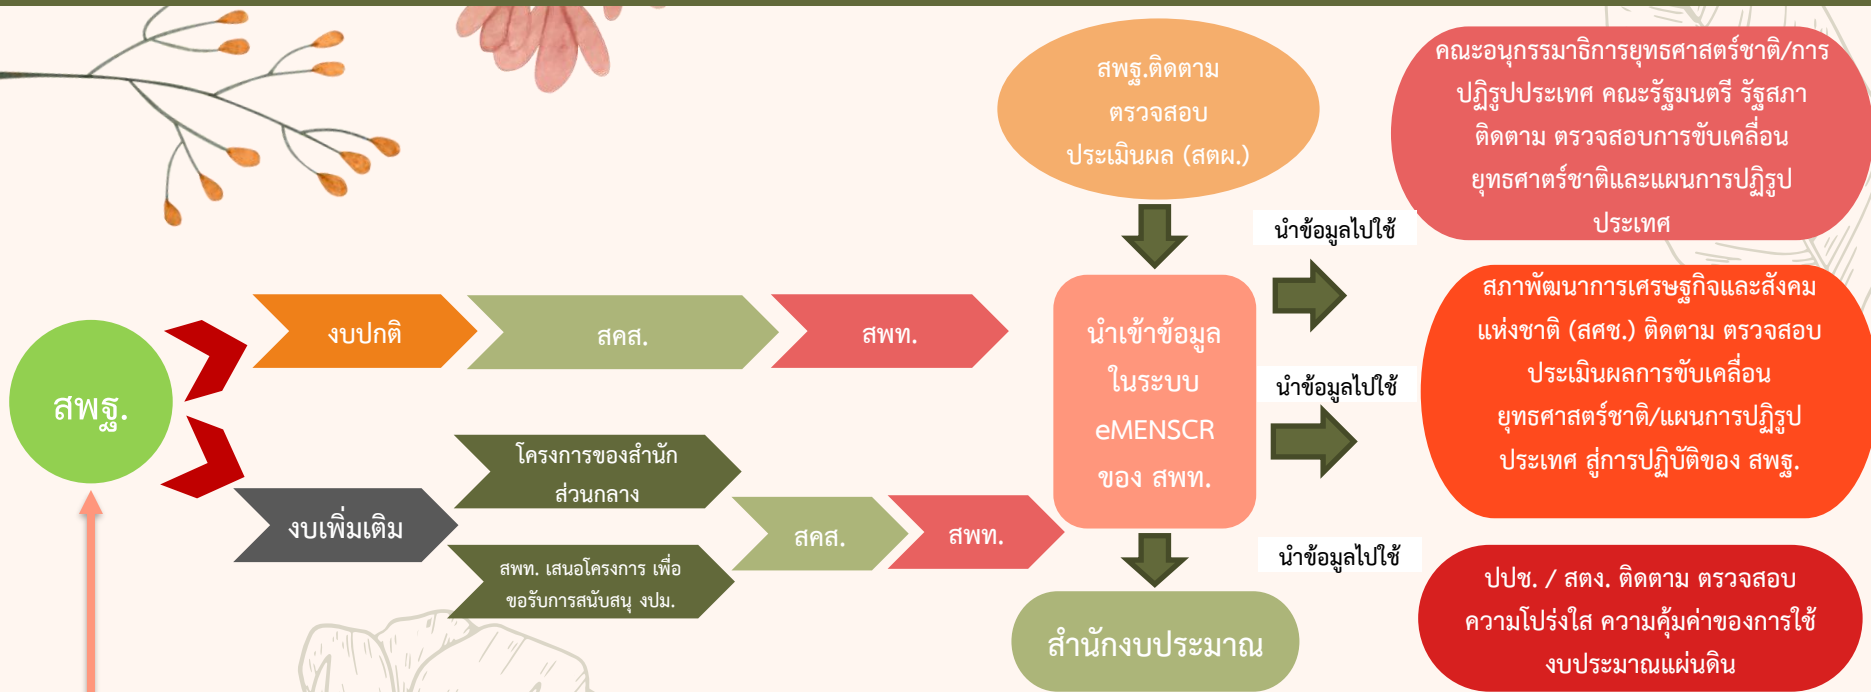 สพฐ.
งบปกติ
สคส.
สพท.
งบเพิ่มเติม
โครงการของสำนัก
ส่วนกลาง
สพท. เสนอโครงการ เพื่อ
ขอรับการสนับสนุ งปม.
สคส.
สพท.
สพฐ.ติดตาม
ตรวจสอบ
ประเมินผล (สตผ.)
นำเข้าข้อมูล
ในระบบ
eMENSCR
ของ สพท.
สำนักงบประมาณ
นำข้อมูลไปใช้
คณะอนุกรรมาธิการยุทธศาสตร์ชาติ/การ
ปฏิรูปประเทศ คณะรัฐมนตรี รัฐสภา
ติดตาม ตรวจสอบการขับเคลื่อน
ยุทธศาตร์ชาติและแผนการปฏิรูป
ประเทศ
นำข้อมูลไปใช้
สภาพัฒนาการเศรษฐกิจและสังคม
แห่งชาติ (สศช.) ติดตาม ตรวจสอบ
ประเมินผลการขับเคลื่อน
ยุทธศาสตร์ชาติ/แผนการปฏิรูป
ประเทศ สู่การปฏิบัติของ สพฐ.
นำข้อมูลไปใช้
ปปช. / สตง. ติดตาม ตรวจสอบ
ความโปร่งใส ความคุ้มค่าของการใช้
งบประมาณแผ่นดิน